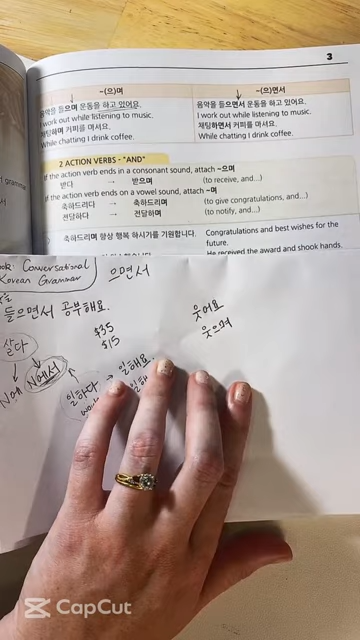 3
~(으)며
~(으)면서
음악을 들으며 운동을 하고 있어요.
I work out while listening to music.
채팅하며 커피를 마셔요.
While chatting I drink coffee.
음악을 들으면서 운동을 하고 있어요.
I work out while listening to music.
채팅하면서 커피를 마셔요.
While chatting I drink coffee.
2 ACTION VERBS - "AND"
If the action verb ends in a consonant sound, attach ~으며
받다 → 받으며 (to receive, and...)
If the action verb ends on a vowel sound, attach ~며
축하드리다 → 축하드리며 (to give congratulations, and...)
전달하다 → 전달하며 (to notify, and...)
축하드리며 항상 행복 하시기를 기원합니다.
Congratulations and best wishes for the future.
He received the award and shook hands.
Conversational
Korean Grammar
으면서
들으면서 공부해요.
$35
$15
웃어요
웃으며
살다
N에
N에서
일하다 → 일해요
CapCut